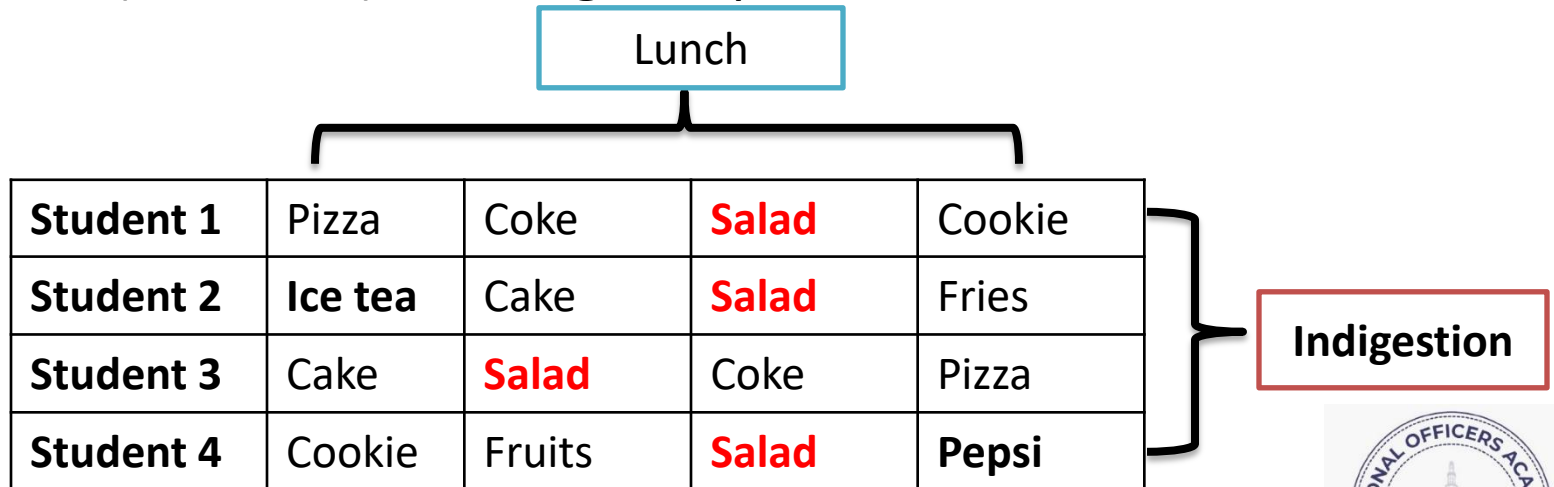 Lunch
Student 1 Pizza Coke Salad Cookie
Student 2 Ice tea Cake Salad Fries
Student 3 Cake Salad Coke Pizza
Student 4 Cookie Fruits Salad Pepsi
Indigestion
OFFICERS